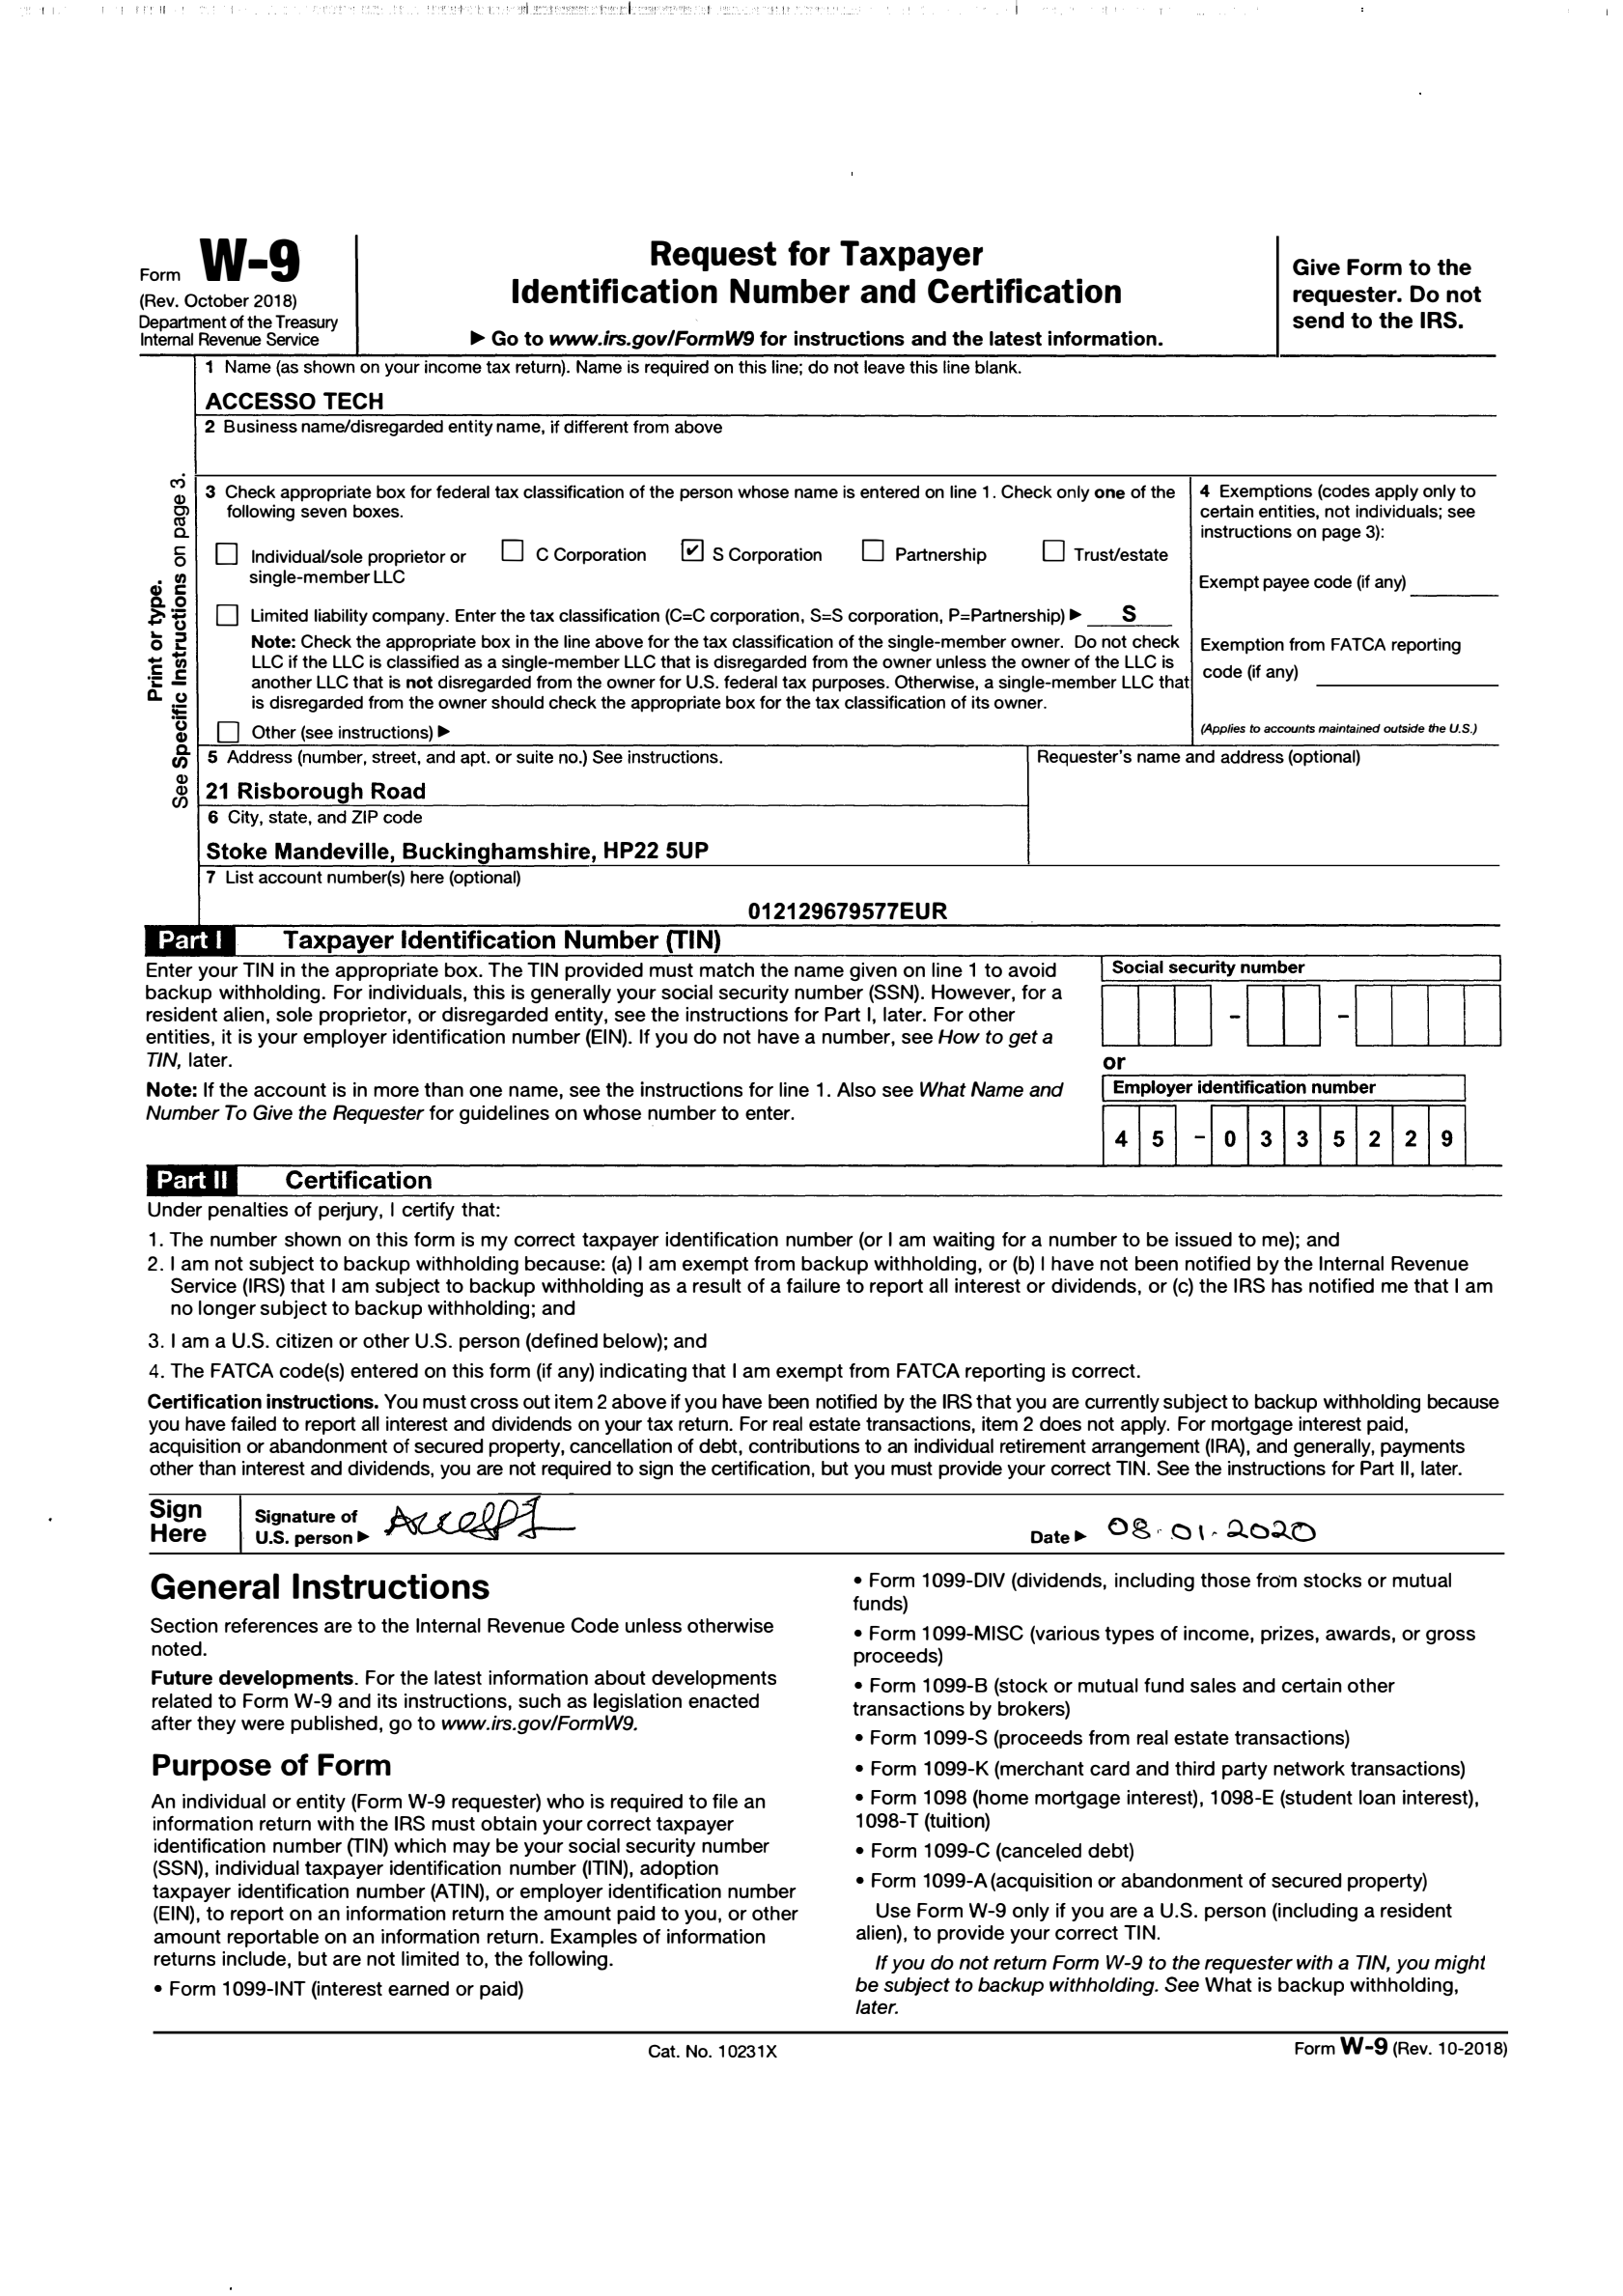 Form W-9
(Rev. October 2018)
Department of the Treasury
Internal Revenue Service
Request for Taxpayer
Identification Number and Certification
► Go to www.irs.gov/FormW9 for instructions and the latest information.
Give Form to the
requester. Do not
send to the IRS.
Print or type.
See Specific Instructions on page 3.
1 Name (as shown on your income tax return). Name is required on this line; do not leave this line blank.
ACCESSO TECH
2 Business name/disregarded entity name, if different from above
3 Check appropriate box for federal tax classification of the person whose name is entered on line 1. Check only one of the
following seven boxes.
Individual/sole proprietor or
single-member LLC
C Corporation
✔ S Corporation
Partnership
Trust/estate
Limited liability company. Enter the tax classification (C=C corporation, S=S corporation, P=Partnership) ► S
Note: Check the appropriate box in the line above for the tax classification of the single-member owner. Do not check
LLC if the LLC is classified as a single-member LLC that is disregarded from the owner unless the owner of the LLC is
another LLC that is not disregarded from the owner for U.S. federal tax purposes. Otherwise, a single-member LLC that
is disregarded from the owner should check the appropriate box for the tax classification of its owner.
Other (see instructions) ►
4 Exemptions (codes apply only to
certain entities, not individuals; see
instructions on page 3):
Exempt payee code (if any)
Exemption from FATCA reporting
code (if any)
(Applies to accounts maintained outside the U.S.)
5 Address (number, street, and apt. or suite no.) See instructions.
21 Risborough Road
Requester's name and address (optional)
6 City, state, and ZIP code
Stoke Mandeville, Buckinghamshire, HP22 5UP
7 List account number(s) here (optional)
012129679577EUR
Part I Taxpayer Identification Number (TIN)
Enter your TIN in the appropriate box. The TIN provided must match the name given on line 1 to avoid
backup withholding. For individuals, this is generally your social security number (SSN). However, for a
resident alien, sole proprietor, or disregarded entity, see the instructions for Part I, later. For other
entities, it is your employer identification number (EIN). If you do not have a number, see How to get a
TIN, later.
Note: If the account is in more than one name, see the instructions for line 1. Also see What Name and
Number To Give the Requester for guidelines on whose number to enter.
Social security number
- -
or
Employer identification number
4 5 - 0 3 3 5 2 2 9
Part II Certification
Under penalties of perjury, I certify that:
1. The number shown on this form is my correct taxpayer identification number (or I am waiting for a number to be issued to me); and
2. I am not subject to backup withholding because: (a) I am exempt from backup withholding, or (b) I have not been notified by the Internal Revenue
Service (IRS) that I am subject to backup withholding as a result of a failure to report all interest or dividends, or (c) the IRS has notified me that I am
no longer subject to backup withholding; and
3. I am a U.S. citizen or other U.S. person (defined below); and
4. The FATCA code(s) entered on this form (if any) indicating that I am exempt from FATCA reporting is correct.
Certification instructions. You must cross out item 2 above if you have been notified by the IRS that you are currently subject to backup withholding because
you have failed to report all interest and dividends on your tax return. For real estate transactions, item 2 does not apply. For mortgage interest paid,
acquisition or abandonment of secured property, cancellation of debt, contributions to an individual retirement arrangement (IRA), and generally, payments
other than interest and dividends, you are not required to sign the certification, but you must provide your correct TIN. See the instructions for Part II, later.
Sign
Here
Signature of
U.S. person ►
Date ► 08.01.2020
General Instructions
Section references are to the Internal Revenue Code unless otherwise
noted.
Future developments. For the latest information about developments
related to Form W-9 and its instructions, such as legislation enacted
after they were published, go to www.irs.gov/FormW9.
Purpose of Form
An individual or entity (Form W-9 requester) who is required to file an
information return with the IRS must obtain your correct taxpayer
identification number (TIN) which may be your social security number
(SSN), individual taxpayer identification number (ITIN), adoption
taxpayer identification number (ATIN), or employer identification number
(EIN), to report on an information return the amount paid to you, or other
amount reportable on an information return. Examples of information
returns include, but are not limited to, the following.
• Form 1099-INT (interest earned or paid)
• Form 1099-DIV (dividends, including those from stocks or mutual
funds)
• Form 1099-MISC (various types of income, prizes, awards, or gross
proceeds)
• Form 1099-B (stock or mutual fund sales and certain other
transactions by brokers)
• Form 1099-S (proceeds from real estate transactions)
• Form 1099-K (merchant card and third party network transactions)
• Form 1098 (home mortgage interest), 1098-E (student loan interest),
1098-T (tuition)
• Form 1099-C (canceled debt)
• Form 1099-A (acquisition or abandonment of secured property)
Use Form W-9 only if you are a U.S. person (including a resident
alien), to provide your correct TIN.
If you do not return Form W-9 to the requester with a TIN, you might
be subject to backup withholding. See What is backup withholding,
later.
Cat. No. 10231X
Form W-9 (Rev. 10-2018)